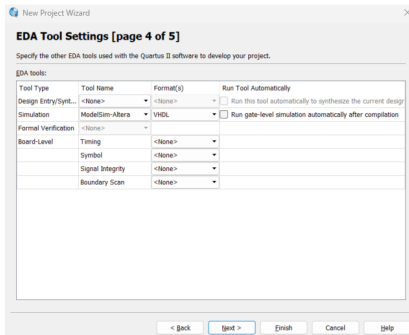 New Project Wizard
EDA Tool Settings [page 4 of 5]
Specify the other EDA tools used with the Quartus II software to develop your project.
EDA tools:
Tool Type Tool Name Format(s) Run Tool Automatically
Design Entry/Synt... <None> <None> Run this tool automatically to synthesize the current design
Simulation ModelSim-Altera VHDL Run gate-level simulation automatically after compilation
Formal Verification <None>
Board-Level Timing <None>
Symbol <None>
Signal Integrity <None>
Boundary Scan <None>
< Back Next > Finish Cancel Help